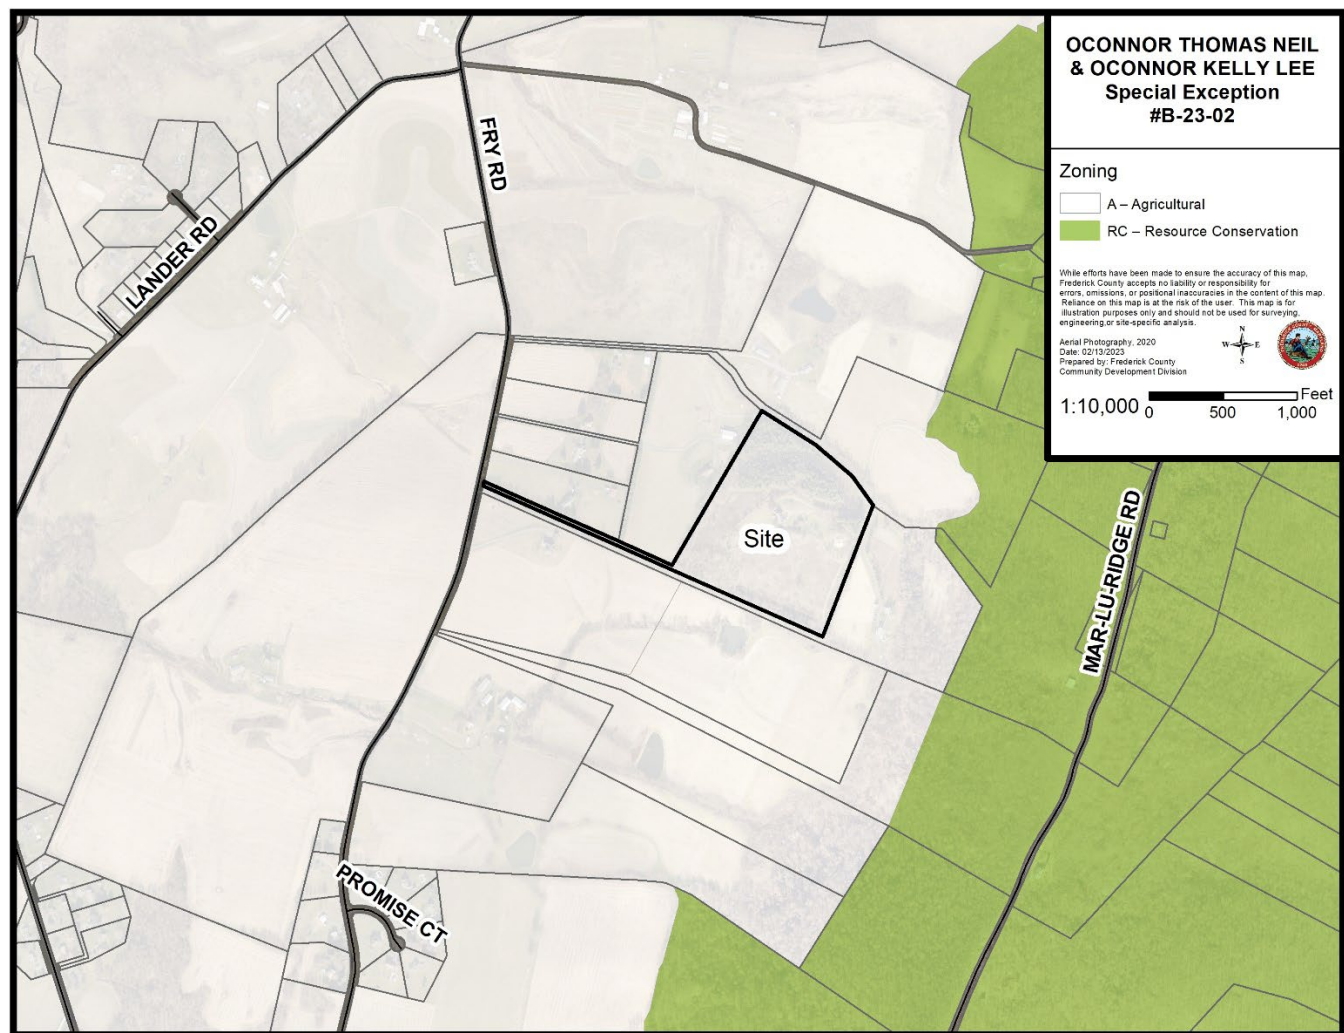 OCONNOR THOMAS NEIL
& OCONNOR KELLY LEE
Special Exception
#B-23-02
Zoning
A – Agricultural
RC – Resource Conservation
While efforts have been made to ensure the accuracy of this map,
Frederick County accepts no liability or responsibility for
errors, omissions, or positional inaccuracies in the content of this map.
Reliance on this map is at the risk of the user. This map is for
illustration purposes only and should not be used for surveying,
engineering,or site-specific analysis.
Aerial Photography, 2020
Date: 02/13/2023
Prepared by: Frederick County
Community Development Division
N
W
E
S
1:10,000
0
500
1,000
Feet
FRY RD
LANDER RD
Site
MAR-LU-RIDGE RD
PROMISE CT